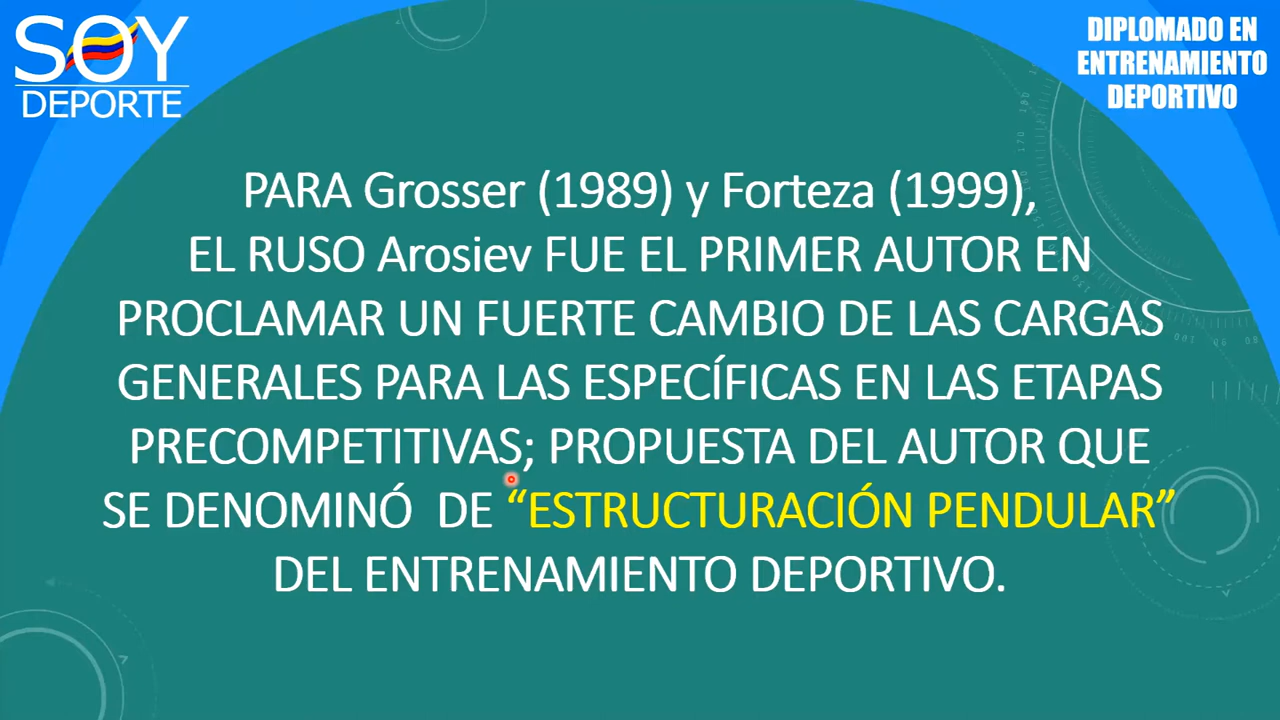 SOY
DEPORTE
DIPLOMADO EN
ENTRENAMIENTO
DEPORTIVO
PARA Grosser (1989) y Forteza (1999),
EL RUSO Arosiev FUE EL PRIMER AUTOR EN
PROCLAMAR UN FUERTE CAMBIO DE LAS CARGAS
GENERALES PARA LAS ESPECÍFICAS EN LAS ETAPAS
PRECOMPETITIVAS; PROPUESTA DEL AUTOR QUE
SE DENOMINÓ  DE “ESTRUCTURACIÓN PENDULAR”
DEL ENTRENAMIENTO DEPORTIVO.